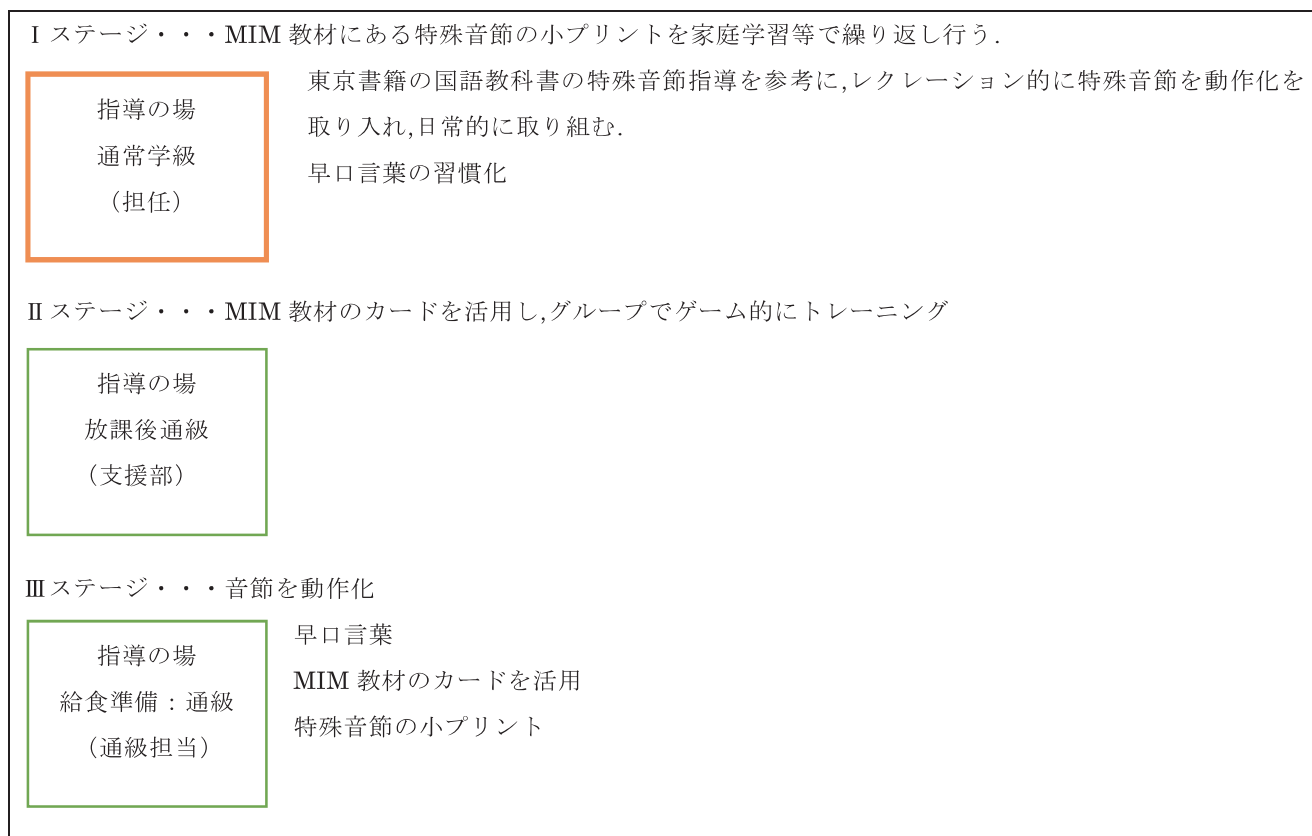 Ⅰステージ・・・MIM 教材にある特殊音節の小プリントを家庭学習等で繰り返し行う.
東京書籍の国語教科書の特殊音節指導を参考に,レクレーション的に特殊音節を動作化を
取り入れ,日常的に取り組む.
早口言葉の習慣化
指導の場
通常学級
（担任）
Ⅱステージ・・・MIM 教材のカードを活用し,グループでゲーム的にトレーニング
指導の場
放課後通級
（支援部）
Ⅲステージ・・・音節を動作化
早口言葉
MIM 教材のカードを活用
特殊音節の小プリント
指導の場
給食準備：通級
（通級担当）